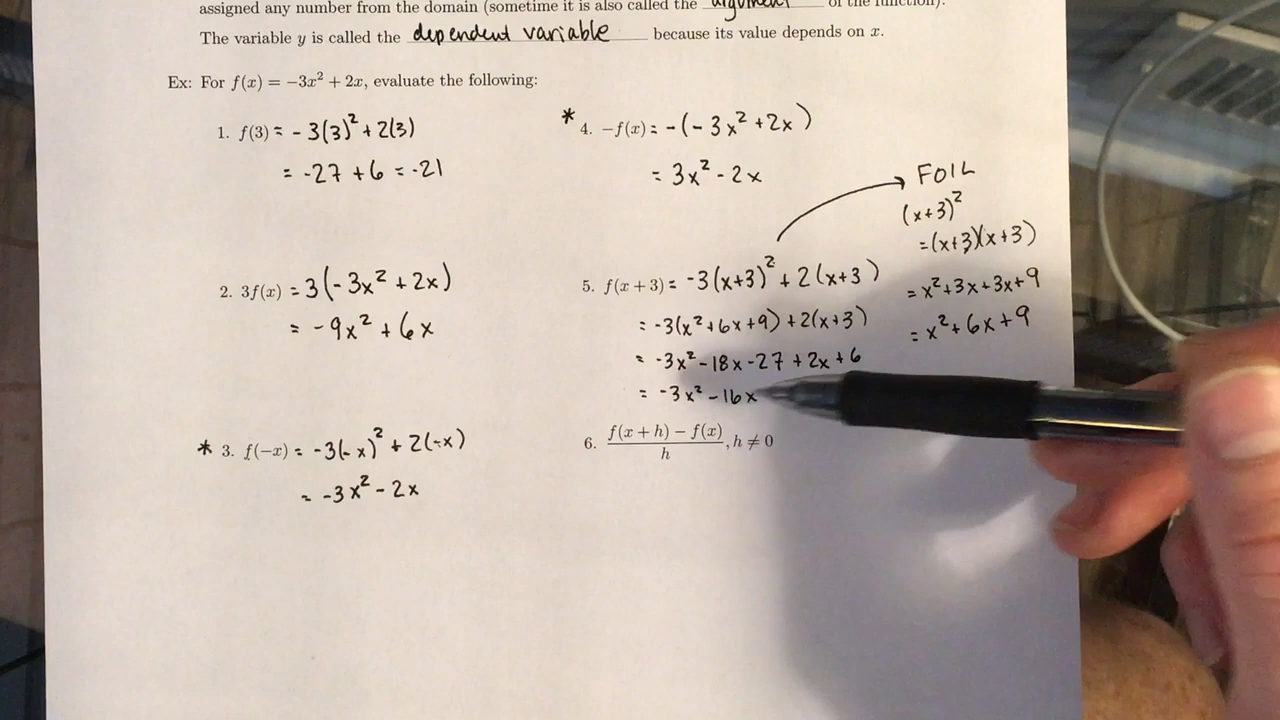 assigned any number from the domain (sometime it is also called the argument of the function).
The variable y is called the dependent variable because its value depends on x.
Ex: For f(x) = −3x² + 2x, evaluate the following:
1. f(3) = -3(3)² + 2(3)
= -27 + 6 = -21
2. 3f(x) = 3(-3x² + 2x)
= -9x² + 6x
* 3. f(−x) = -3(-x)² + 2(-x)
= -3x² - 2x
* 4. −f(x) = -(-3x² + 2x)
= 3x² - 2x
5. f(x + 3) = -3(x+3)² + 2(x+3)
= -3(x² + 6x + 9) + 2(x+3)
= -3x² - 18x - 27 + 2x + 6
= -3x² - 16x
FOIL
(x+3)²
= (x+3)(x+3)
= x² + 3x + 3x + 9
= x² + 6x + 9
6. \frac{f(x + h) − f(x)}{h}, h ≠ 0